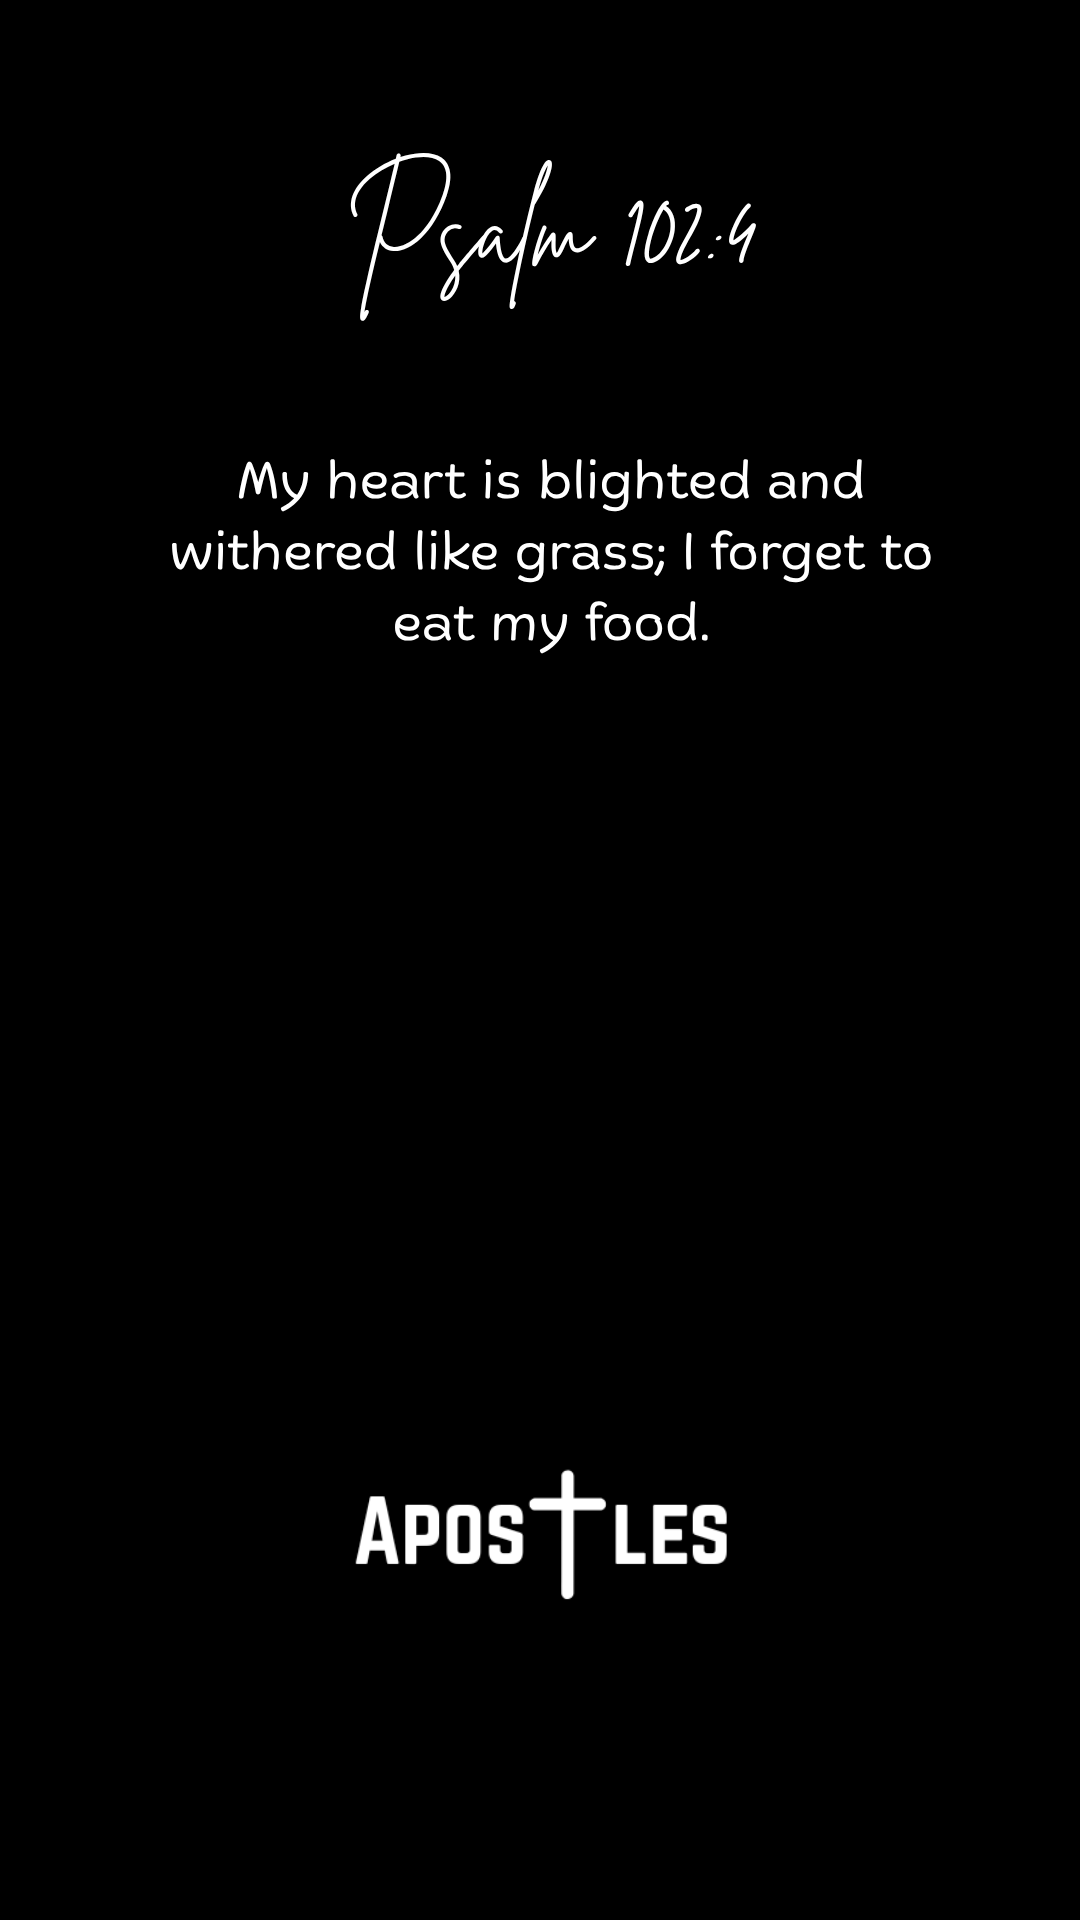 Psalm 102:4
My heart is blighted and
withered like grass; I forget to
eat my food.
APOSTLES